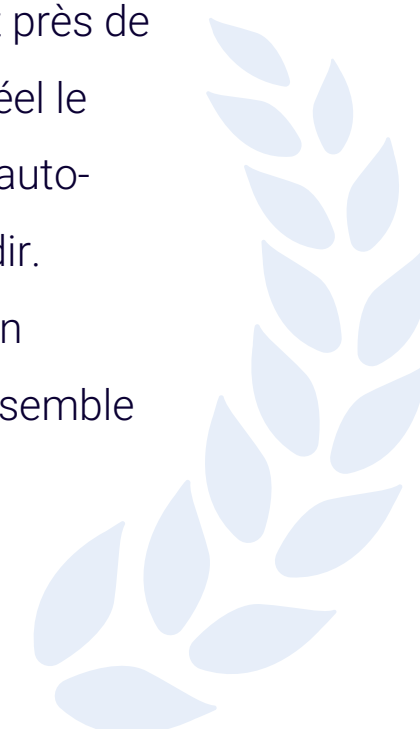 près de
éel le
auto-
dir.
n
semble